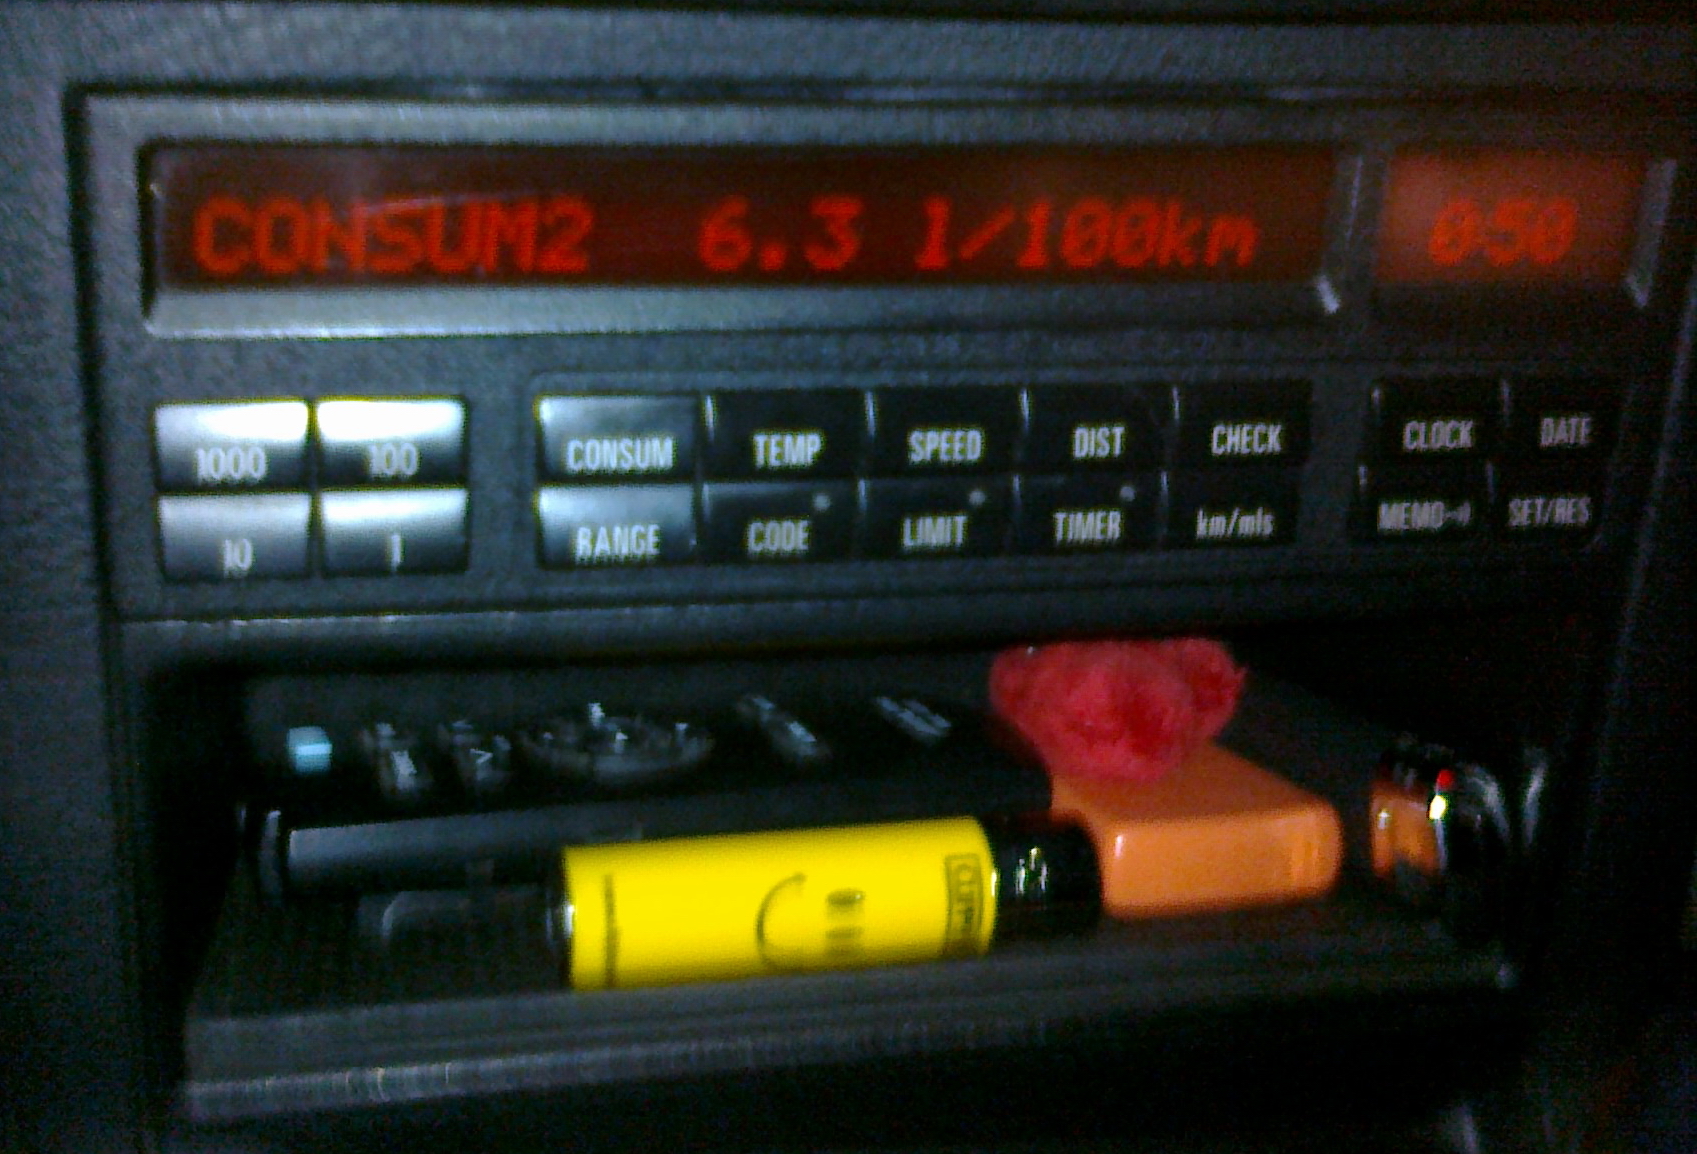 CONSUM2 6.3 l/100km 0:50
1000 100 CONSUM TEMP SPEED DIST CHECK CLOCK DATE
10 1 RANGE CODE LIMIT TIMER km/mls MEMO SET/RES